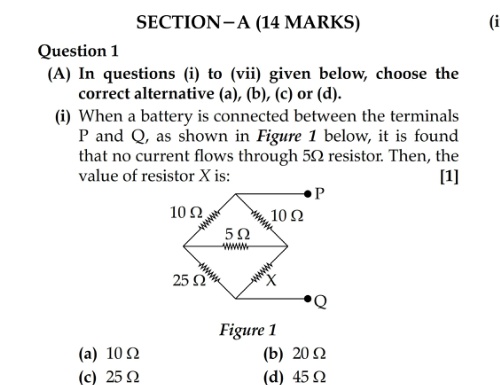 SECTION–A (14 MARKS)
(i
Question 1
(A) In questions (i) to (vii) given below, choose the
correct alternative (a), (b), (c) or (d).
(i) When a battery is connected between the terminals
P and Q, as shown in Figure 1 below, it is found
that no current flows through 5Ω resistor. Then, the
value of resistor X is: [1]
P
10 Ω 10 Ω
5 Ω
25 Ω X
Q
Figure 1
(a) 10 Ω (b) 20 Ω
(c) 25 Ω (d) 45 Ω